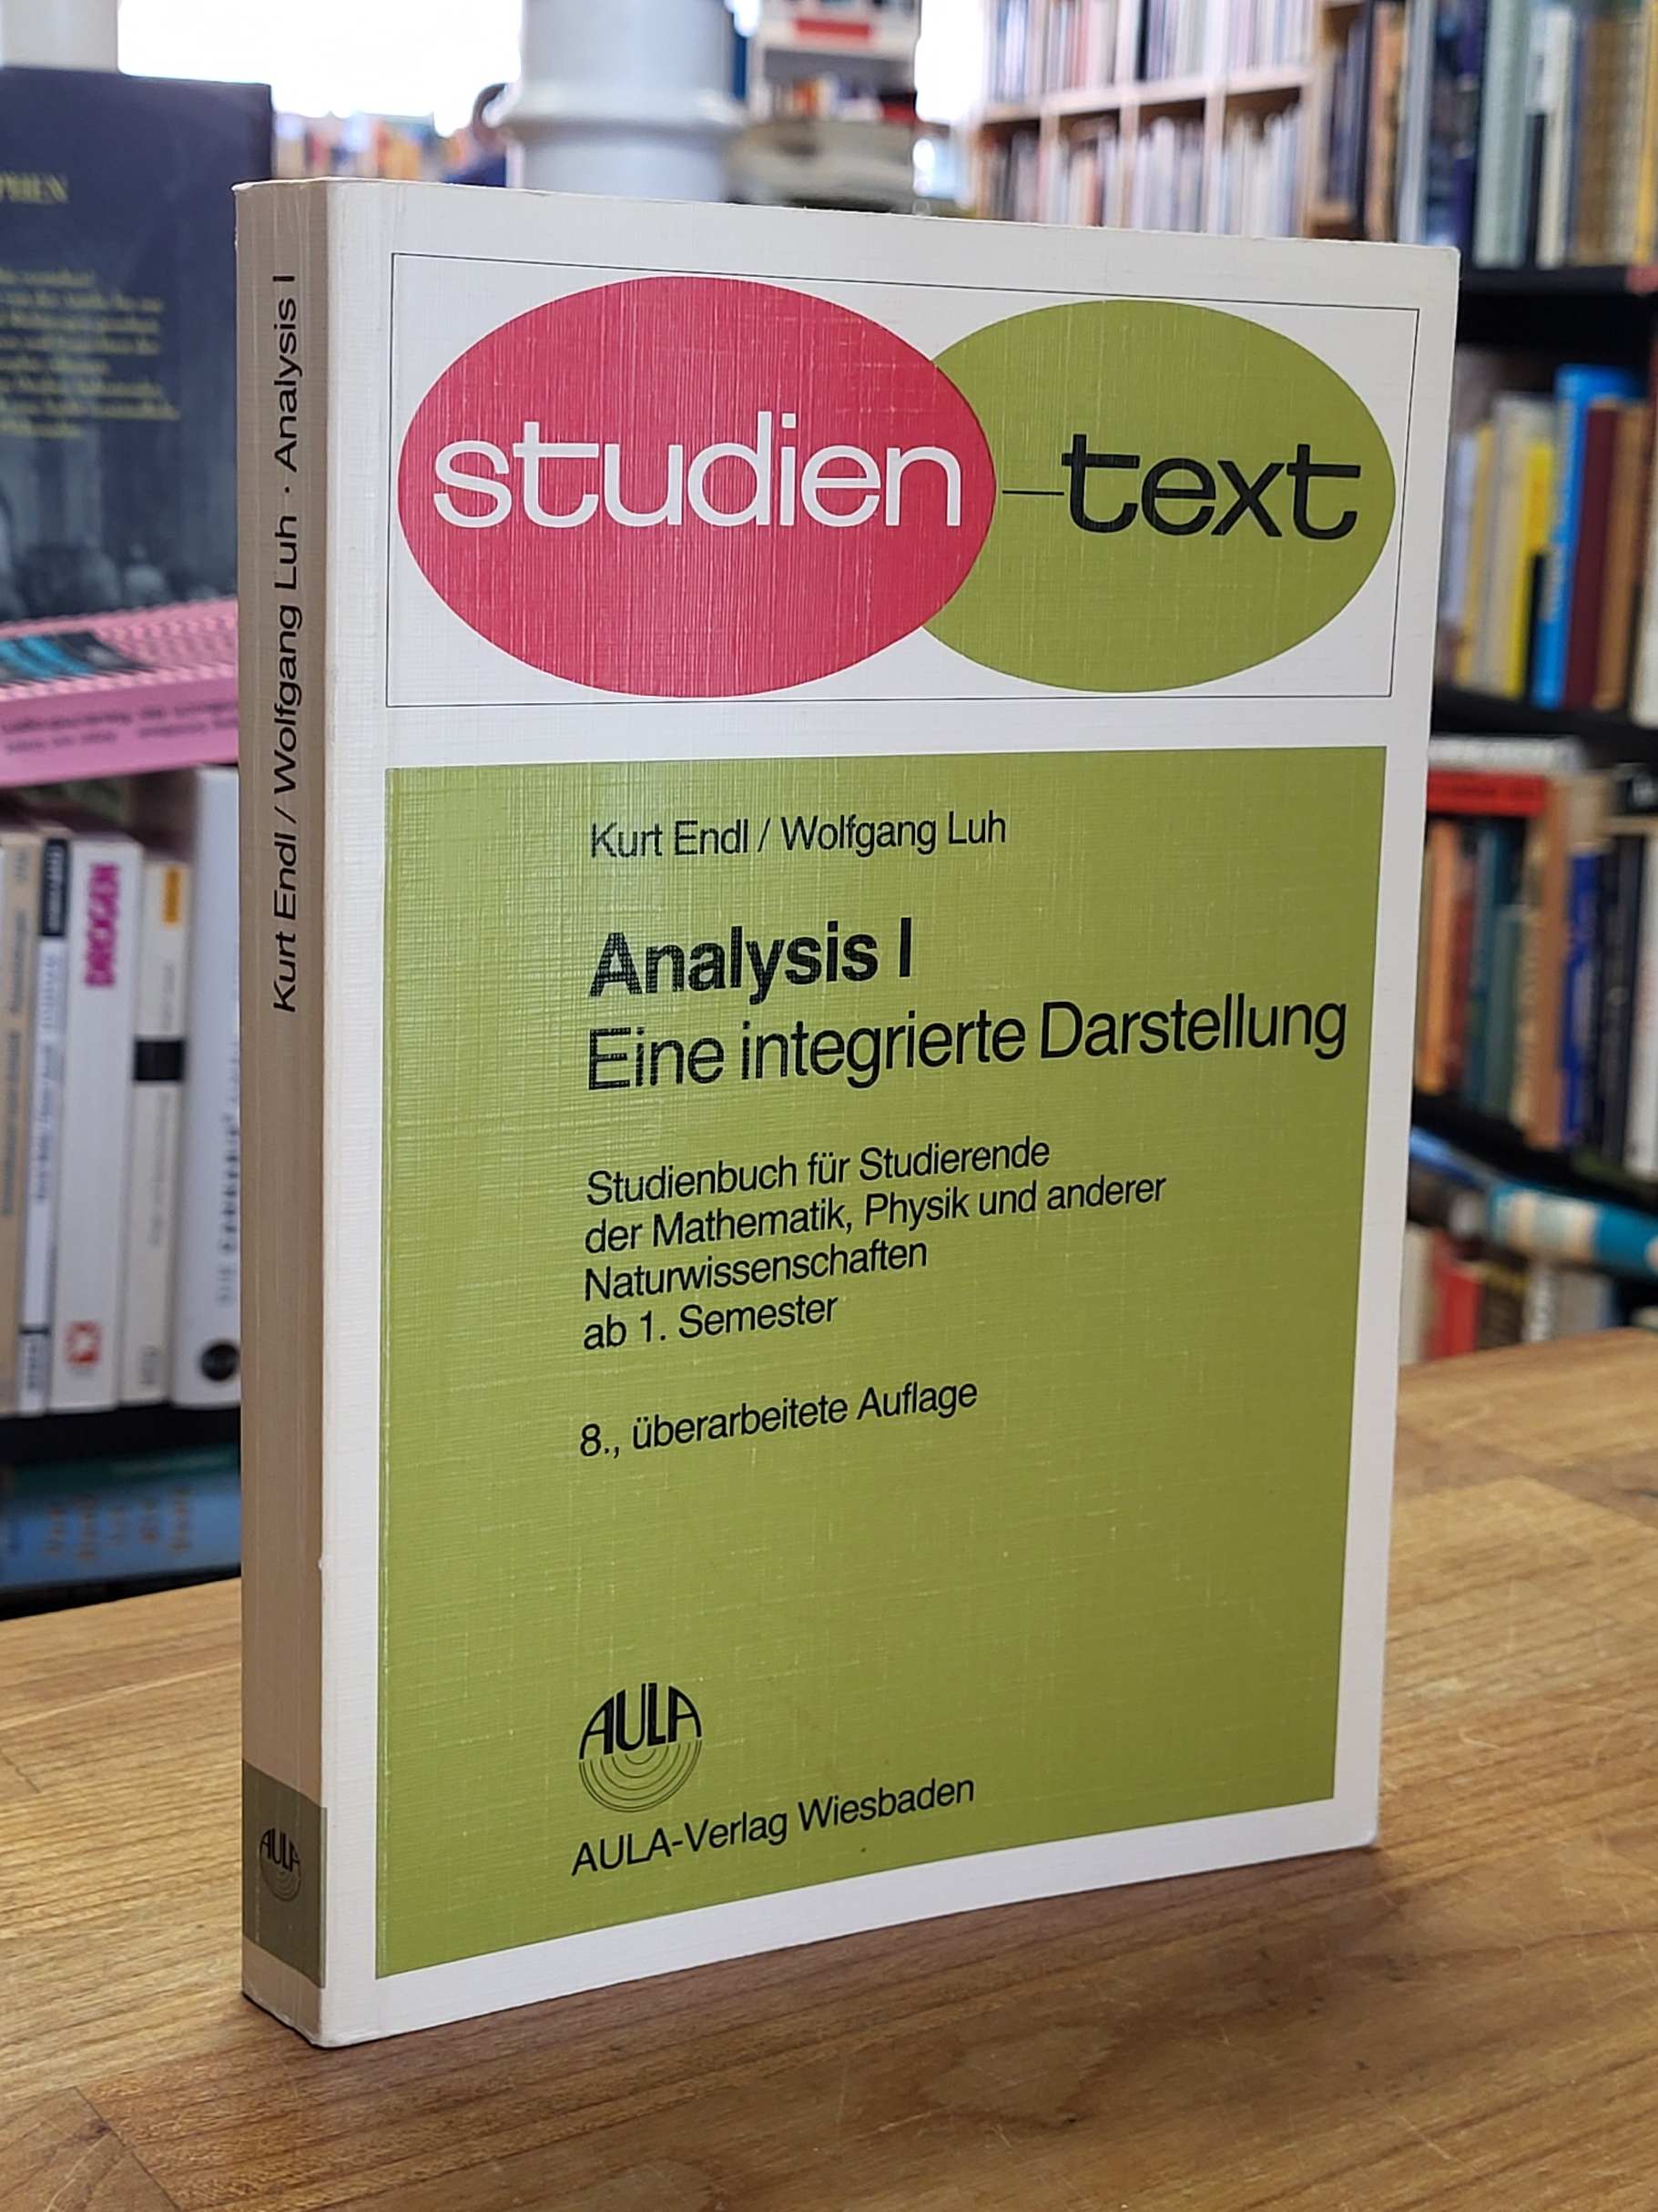 studien-text
Kurt Endl / Wolfgang Luh
Analysis I
Eine integrierte Darstellung
Studienbuch für Studierende
der Mathematik, Physik und anderer
Naturwissenschaften
ab 1. Semester
8., überarbeitete Auflage
AULA
AULA-Verlag Wiesbaden
Kurt Endl / Wolfgang Luh · Analysis I
AULA
DROGEN